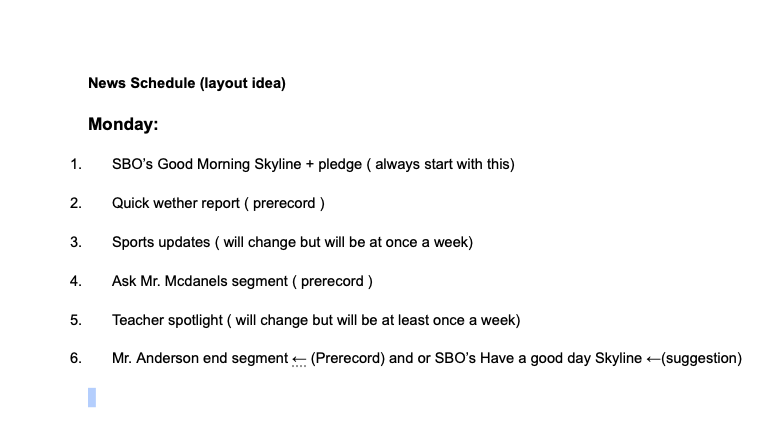 News Schedule (layout idea)
Monday:
1. SBO's Good Morning Skyline + pledge ( always start with this)
2. Quick wether report ( prerecord )
3. Sports updates ( will change but will be at once a week)
4. Ask Mr. Mcdanels segment ( prerecord )
5. Teacher spotlight ( will change but will be at least once a week)
6. Mr. Anderson end segment ← (Prerecord) and or SBO's Have a good day Skyline ←(suggestion)